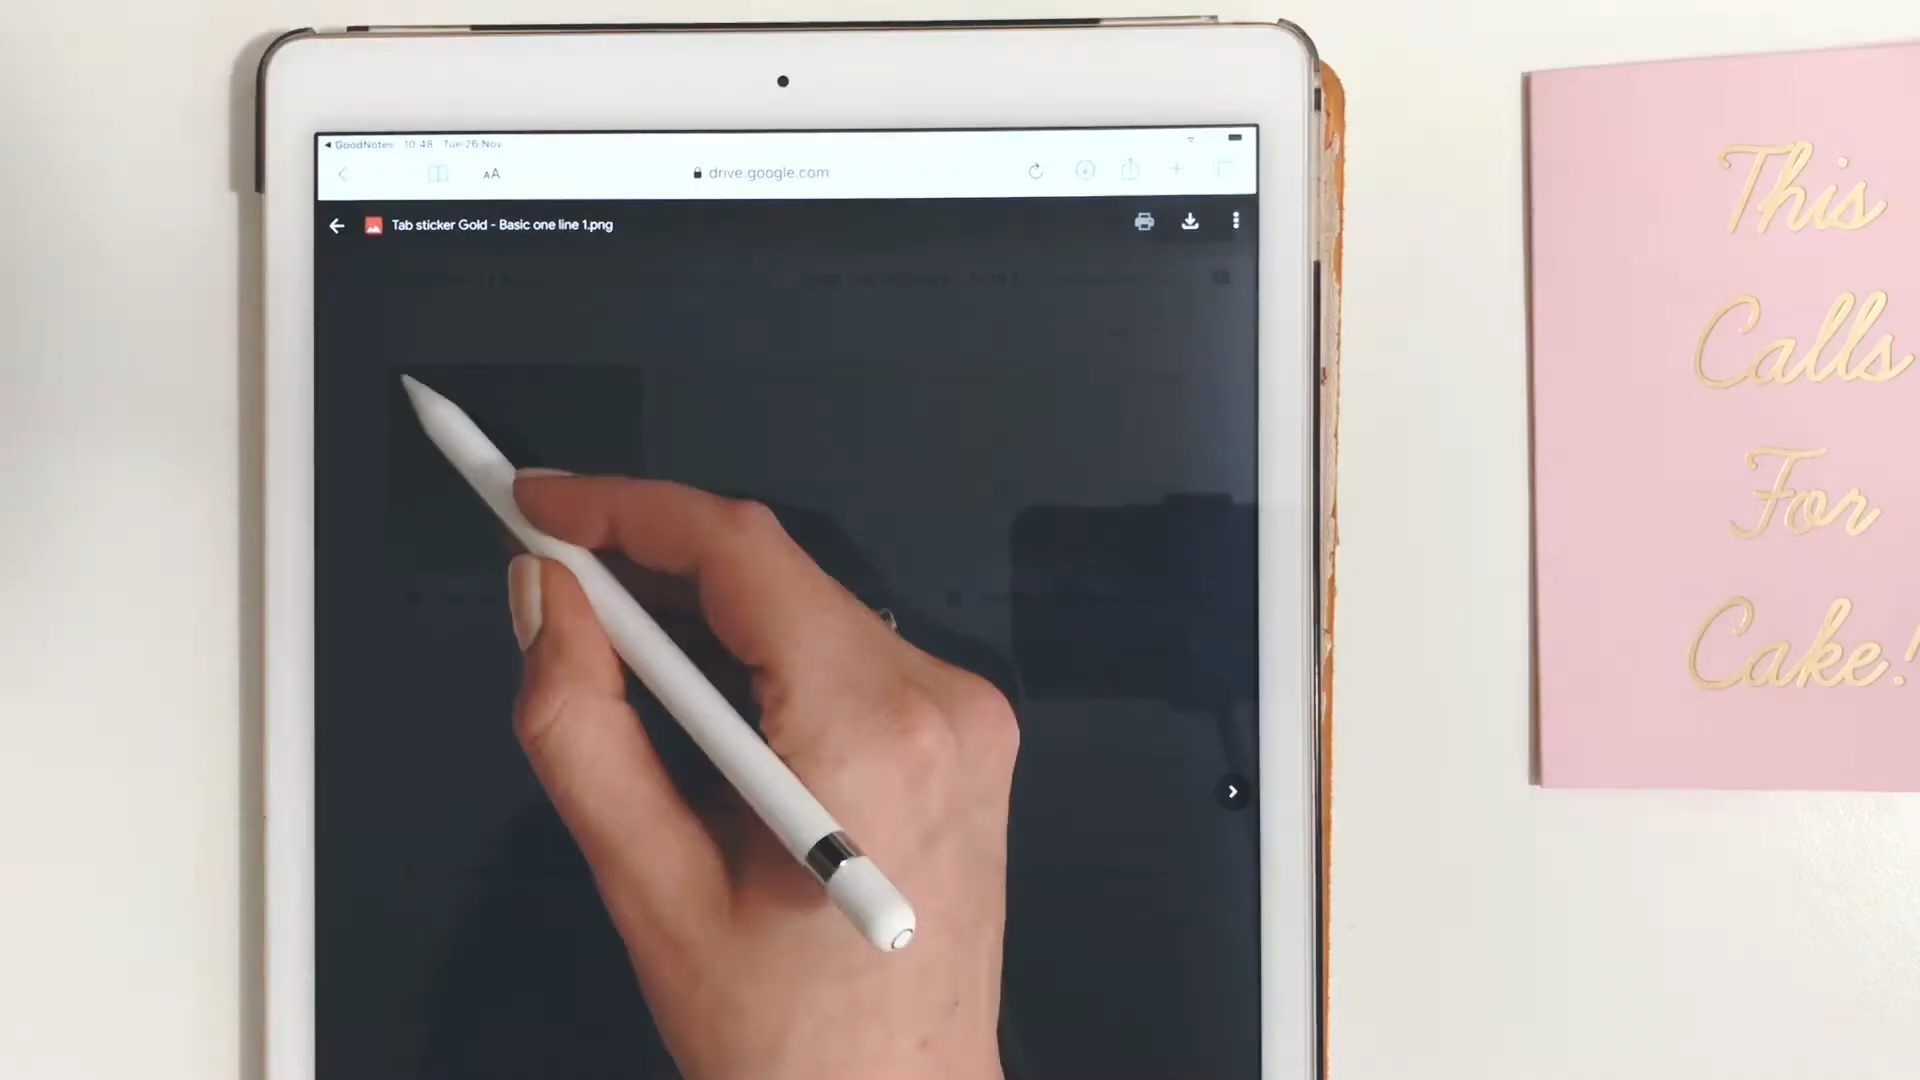 GoodNotes 10:48 Tue 26 Nov
AA
drive.google.com
Tab sticker Gold - Basic one line 1.png
This
Calls
For
Cake!